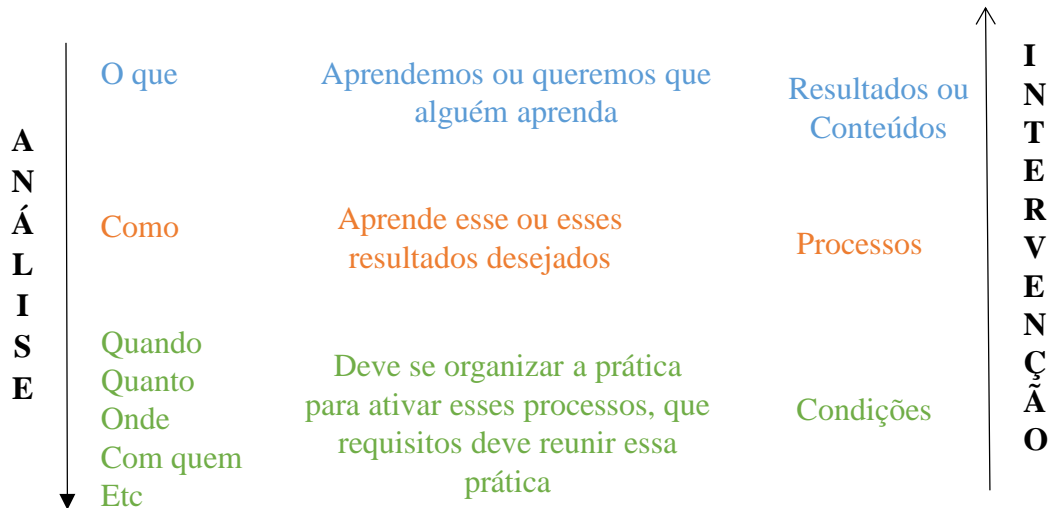 ANÁLISE
O que
Aprendemos ou queremos que
alguém aprenda
Resultados ou
Conteúdos
Como
Aprende esse ou esses
resultados desejados
Processos
Quando
Quanto
Onde
Com quem
Etc
Deve se organizar a prática
para ativar esses processos, que
requisitos deve reunir essa
prática
Condições
INTERVENÇÃO